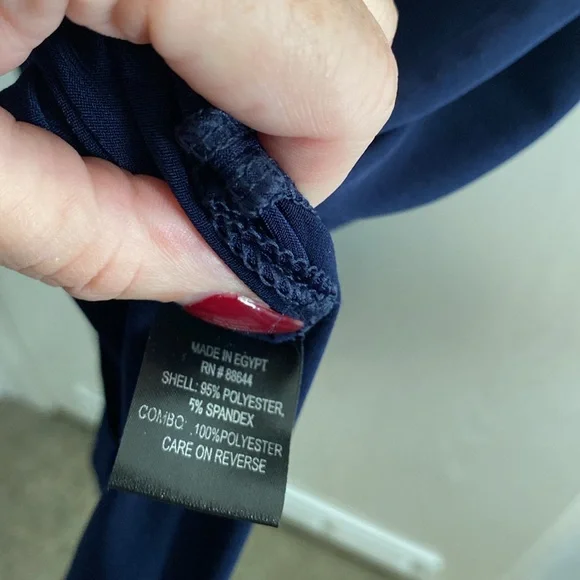 MADE IN EGYPT
RN # 88644
SHELL: 95% POLYESTER,
5% SPANDEX
COMBO: .100%POLYESTER
CARE ON REVERSE